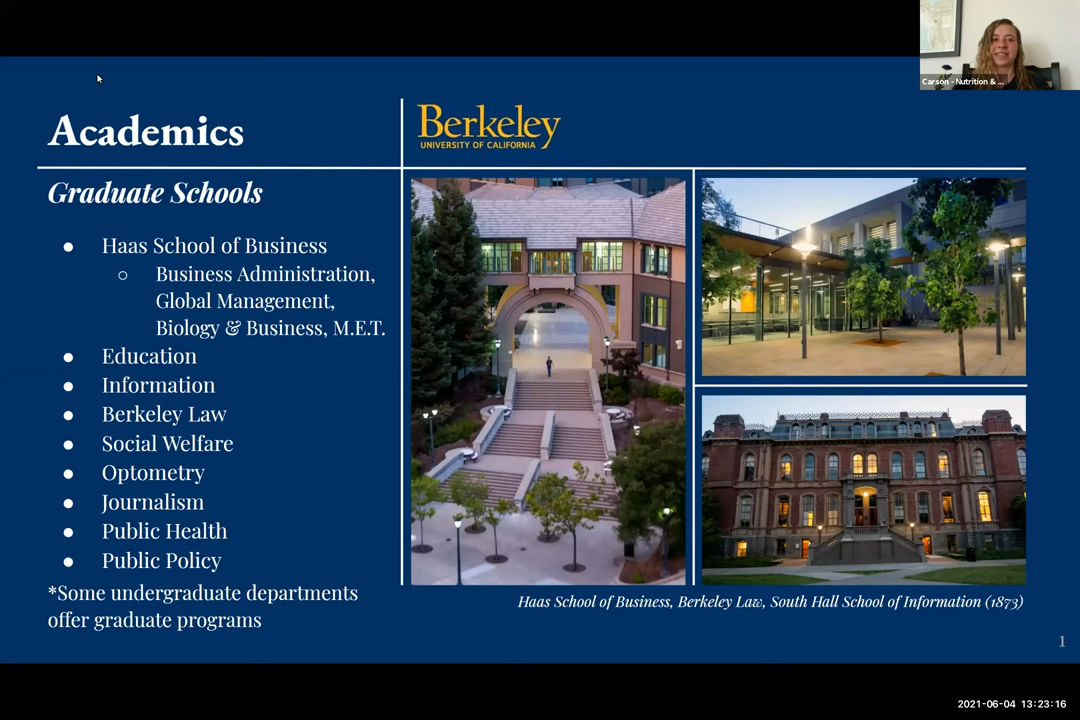 Carson - Nutrition & ...
Academics
Berkeley
UNIVERSITY OF CALIFORNIA
Graduate Schools
● Haas School of Business
○ Business Administration,
Global Management,
Biology & Business, M.E.T.
● Education
● Information
● Berkeley Law
● Social Welfare
● Optometry
● Journalism
● Public Health
● Public Policy
*Some undergraduate departments
offer graduate programs
Haas School of Business, Berkeley Law, South Hall School of Information (1873)
1
2021-06-04 13:23:16